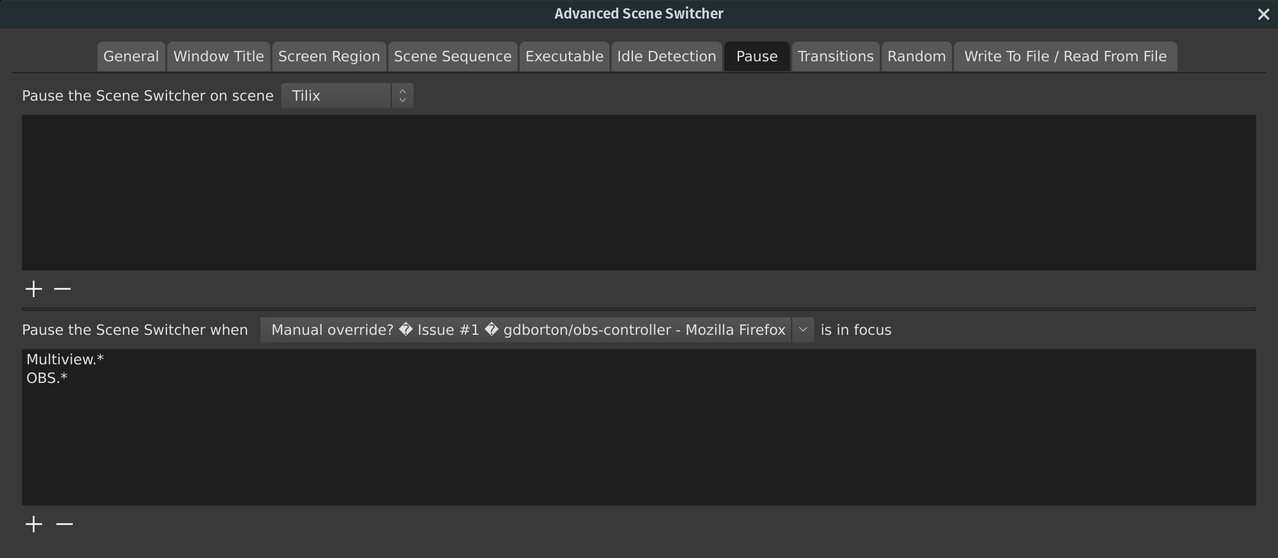 Advanced Scene Switcher
General Window Title Screen Region Scene Sequence Executable Idle Detection Pause Transitions Random Write To File / Read From File
Pause the Scene Switcher on scene Tilix
Pause the Scene Switcher when Manual override? � Issue #1 � gdborton/obs-controller - Mozilla Firefox is in focus
Multiview.*
OBS.*